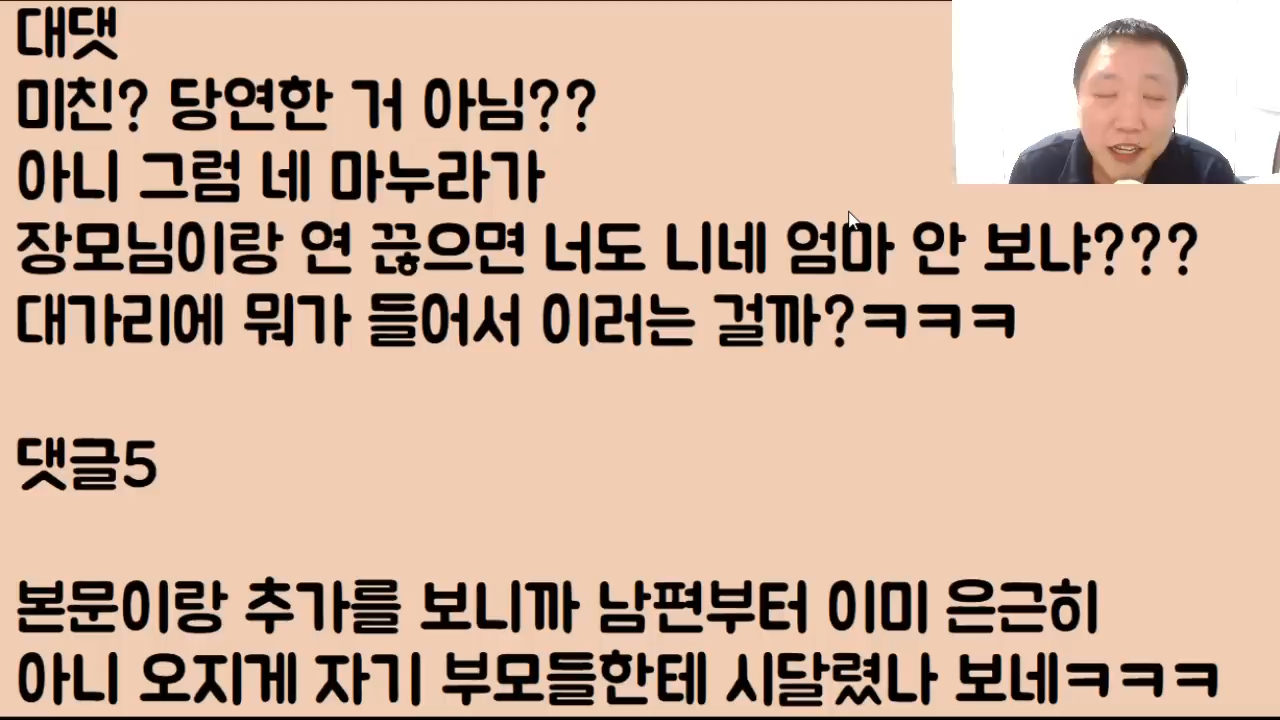 대댓
미친? 당연한 거 아님??
아니 그럼 네 마누라가
장모님이랑 연 끊으면 너도 니네 엄마 안 보냐???
대가리에 뭐가 들어서 이러는 걸까?ㅋㅋㅋ
댓글5
본문이랑 추가를 보니까 남편부터 이미 은근히
아니 오지게 자기 부모들한테 시달렸나 보네ㅋㅋㅋ